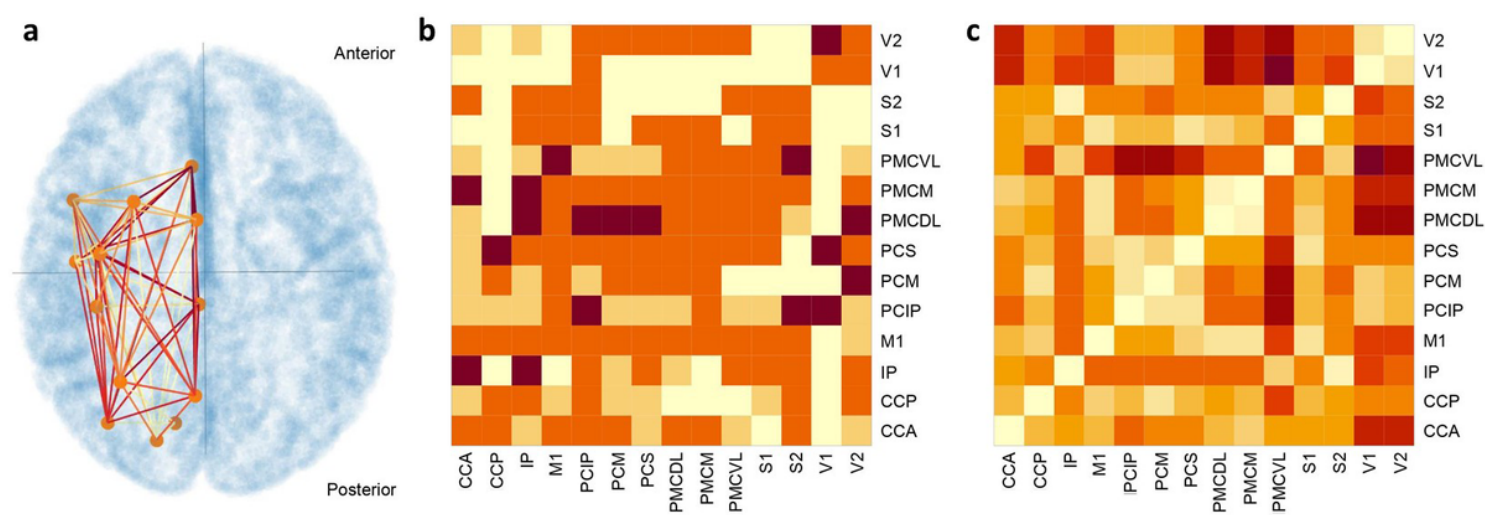 a
Anterior
Posterior
b
V2
V1
S2
S1
PMCVL
PMCM
PMCDL
PCS
PCM
PCIP
M1
IP
CCP
CCA
CCA CCP IP M1 PCIP PCM PCS PMCDL PMCM PMCVL S1 S2 V1 V2
c
V2
V1
S2
S1
PMCVL
PMCM
PMCDL
PCS
PCM
PCIP
M1
IP
CCP
CCA
CCA CCP IP M1 PCIP PCM PCS PMCDL PMCM PMCVL S1 S2 V1 V2